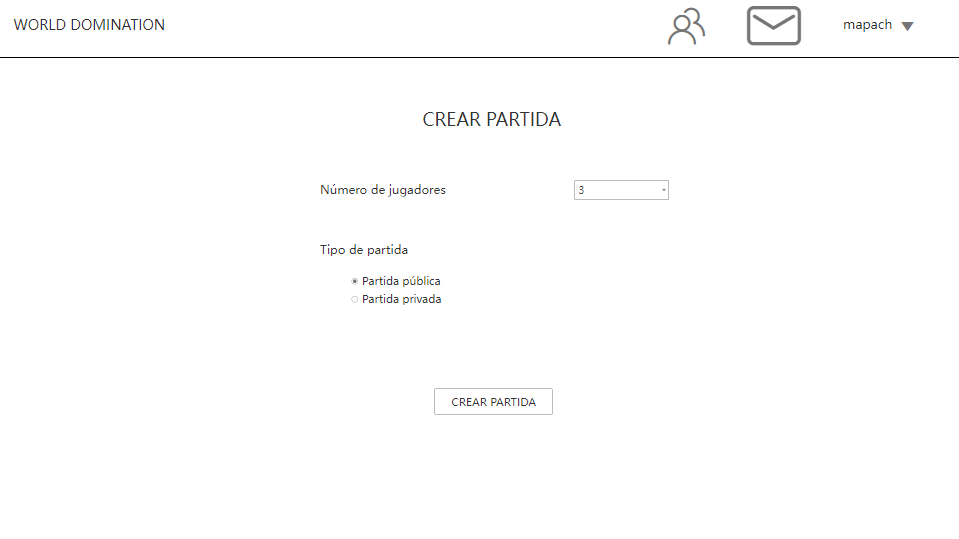 WORLD DOMINATION
mapach
CREAR PARTIDA
Número de jugadores
3
Tipo de partida
Partida pública
Partida privada
CREAR PARTIDA